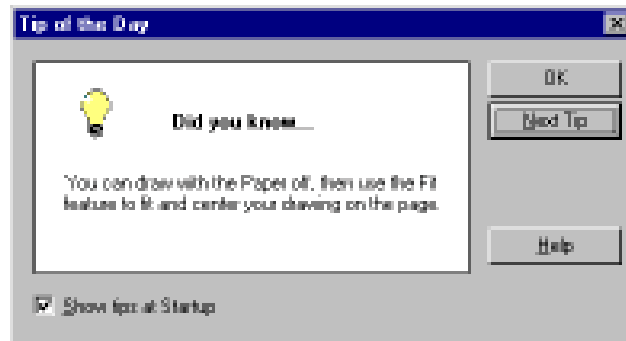 Tip of the Day
OK
Did you know...
Next Tip
You can draw with the Paper off, then use the Fit
feature to fit and center your drawing on the page.
Help
Show tips at Startup